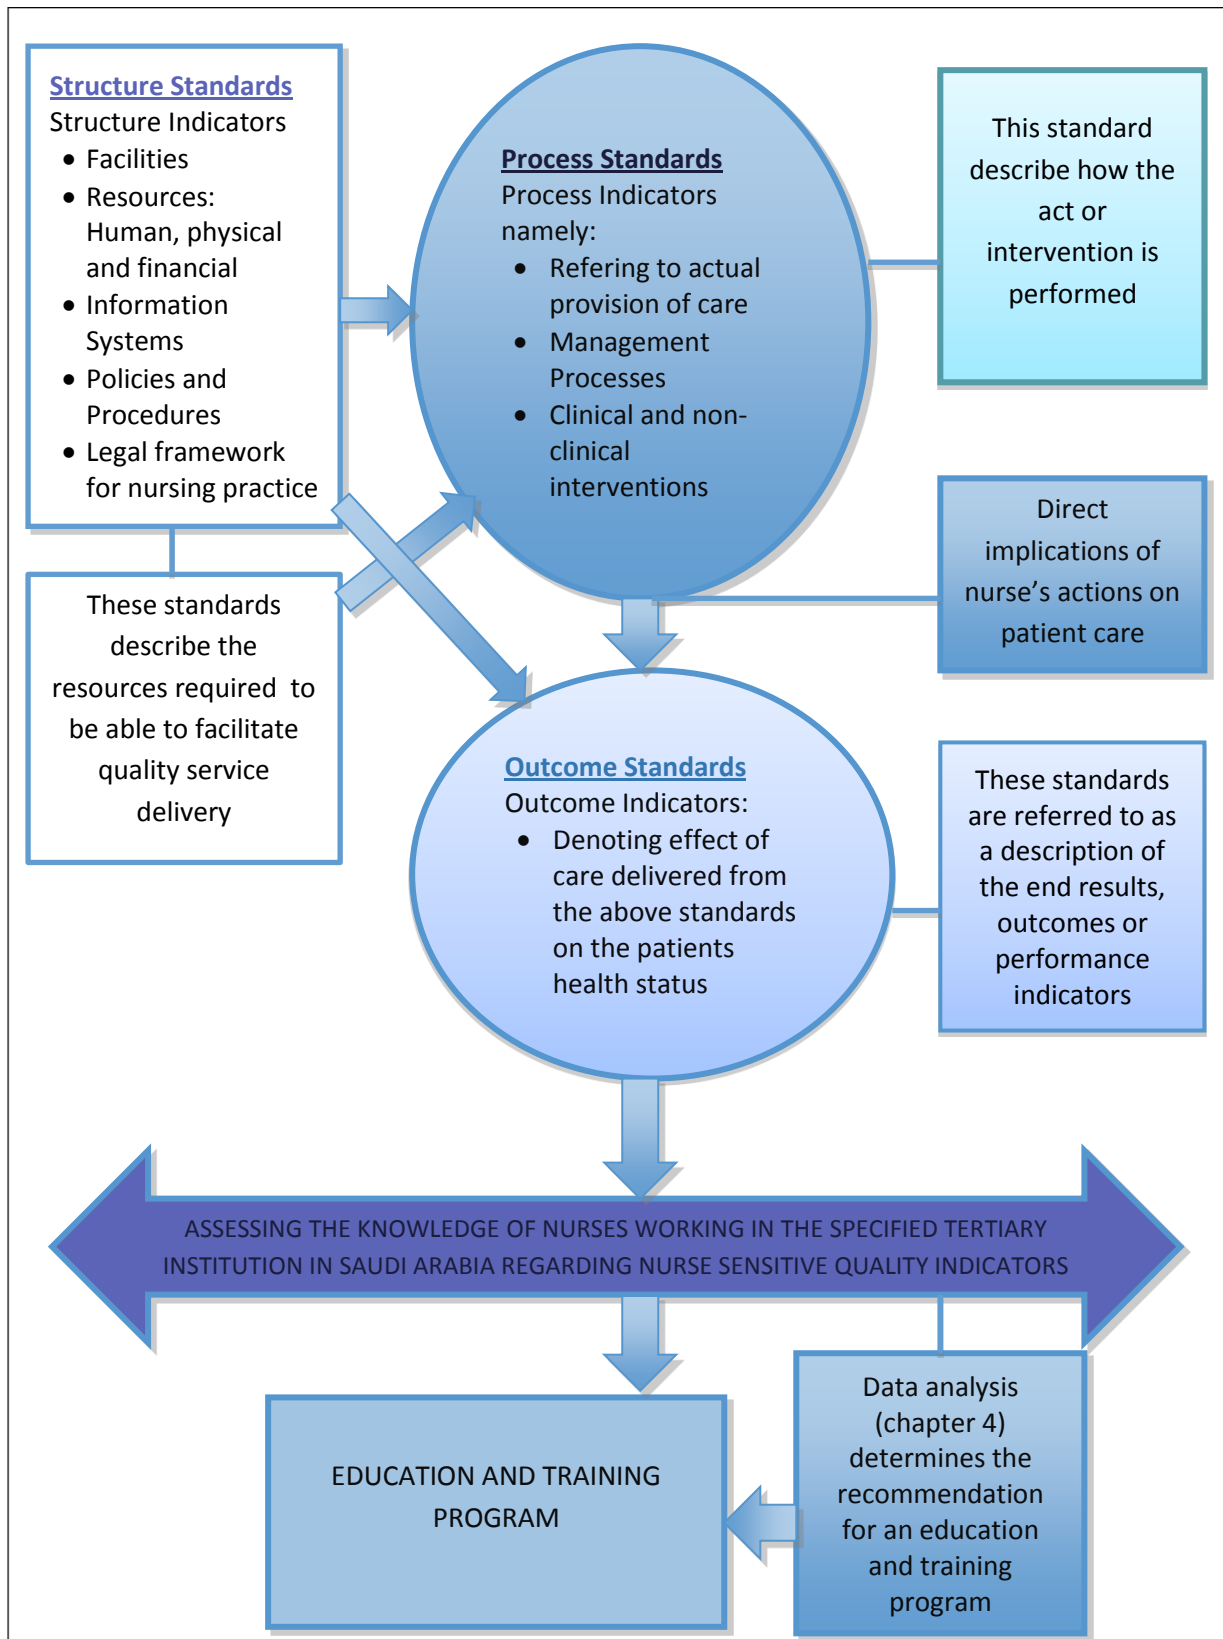 Structure Standards
Structure Indicators
• Facilities
• Resources:
Human, physical
and financial
• Information
Systems
• Policies and
Procedures
• Legal framework
for nursing practice
These standards
describe the
resources required to
be able to facilitate
quality service
delivery
Process Standards
Process Indicators
namely:
• Refering to actual
provision of care
• Management
Processes
• Clinical and non-
clinical
interventions
This standard
describe how the
act or
intervention is
performed
Direct
implications of
nurse’s actions on
patient care
Outcome Standards
Outcome Indicators:
• Denoting effect of
care delivered from
the above standards
on the patients
health status
These standards
are referred to as
a description of
the end results,
outcomes or
performance
indicators
ASSESSING THE KNOWLEDGE OF NURSES WORKING IN THE SPECIFIED TERTIARY
INSTITUTION IN SAUDI ARABIA REGARDING NURSE SENSITIVE QUALITY INDICATORS
EDUCATION AND TRAINING
PROGRAM
Data analysis
(chapter 4)
determines the
recommendation
for an education
and training
program